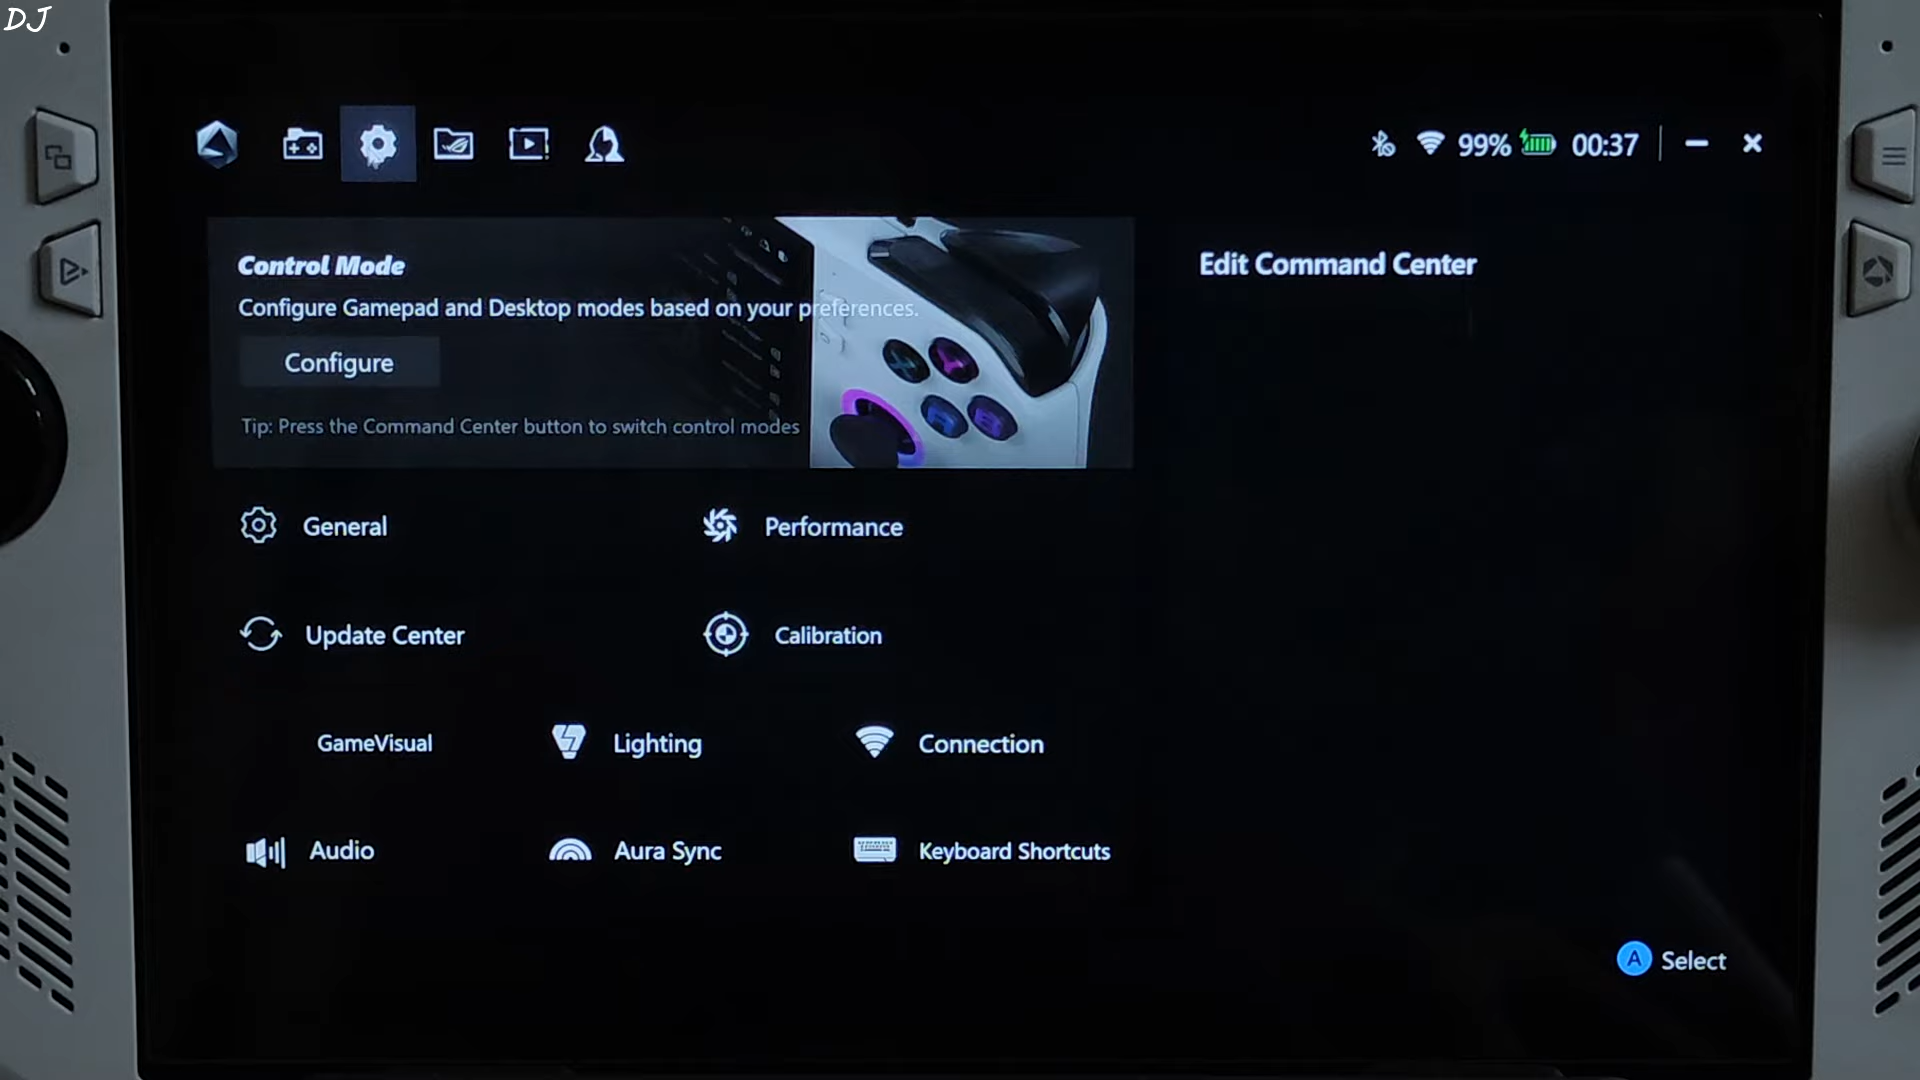 DJ
99% 00:37
Control Mode
Configure Gamepad and Desktop modes based on your preferences.
Configure
Tip: Press the Command Center button to switch control modes
X Y A B
Edit Command Center
General
Performance
Update Center
Calibration
GameVisual
Lighting
Connection
Audio
Aura Sync
Keyboard Shortcuts
A Select